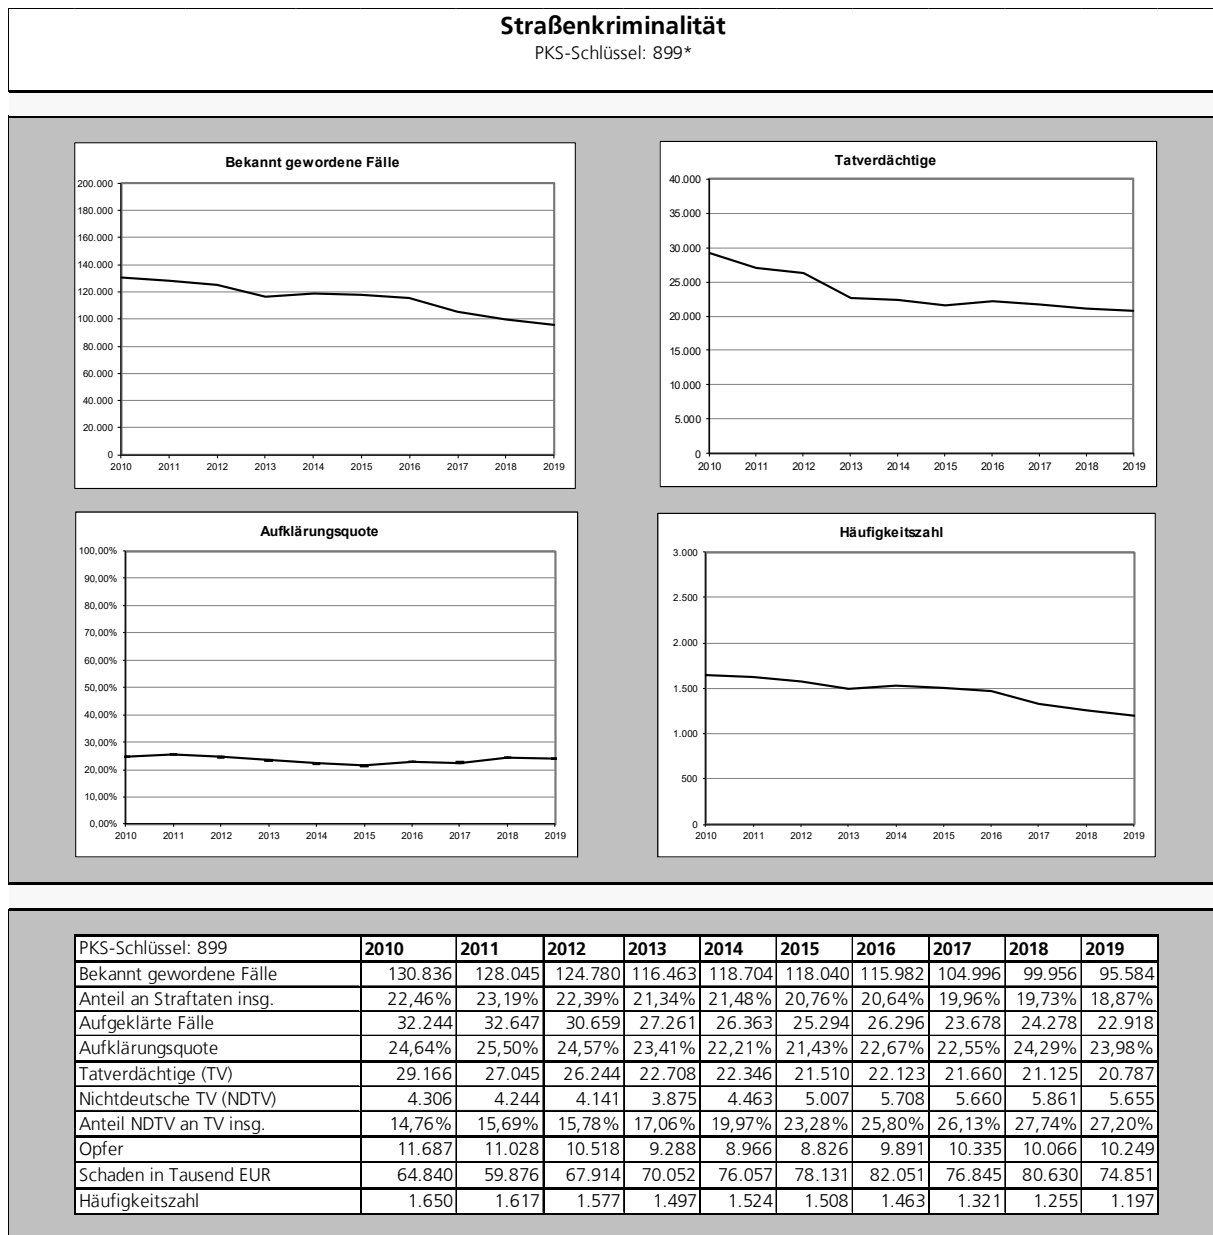 Straßenkriminalität
PKS-Schlüssel: 899*
Bekannt gewordene Fälle
200.000
180.000
160.000
140.000
120.000
100.000
80.000
60.000
40.000
20.000
0
2010 2011 2012 2013 2014 2015 2016 2017 2018 2019
Tatverdächtige
40.000
35.000
30.000
25.000
20.000
15.000
10.000
5.000
0
2010 2011 2012 2013 2014 2015 2016 2017 2018 2019
Aufklärungsquote
100,00%
90,00%
80,00%
70,00%
60,00%
50,00%
40,00%
30,00%
20,00%
10,00%
0,00%
2010 2011 2012 2013 2014 2015 2016 2017 2018 2019
Häufigkeitszahl
3.000
2.500
2.000
1.500
1.000
500
0
2010 2011 2012 2013 2014 2015 2016 2017 2018 2019
PKS-Schlüssel: 899 2010 2011 2012 2013 2014 2015 2016 2017 2018 2019
Bekannt gewordene Fälle 130.836 128.045 124.780 116.463 118.704 118.040 115.982 104.996 99.956 95.584
Anteil an Straftaten insg. 22,46% 23,19% 22,39% 21,34% 21,48% 20,76% 20,64% 19,96% 19,73% 18,87%
Aufgeklärte Fälle 32.244 32.647 30.659 27.261 26.363 25.294 26.296 23.678 24.278 22.918
Aufklärungsquote 24,64% 25,50% 24,57% 23,41% 22,21% 21,43% 22,67% 22,55% 24,29% 23,98%
Tatverdächtige (TV) 29.166 27.045 26.244 22.708 22.346 21.510 22.123 21.660 21.125 20.787
Nichtdeutsche TV (NDTV) 4.306 4.244 4.141 3.875 4.463 5.007 5.708 5.660 5.861 5.655
Anteil NDTV an TV insg. 14,76% 15,69% 15,78% 17,06% 19,97% 23,28% 25,80% 26,13% 27,74% 27,20%
Opfer 11.687 11.028 10.518 9.288 8.966 8.826 9.891 10.335 10.066 10.249
Schaden in Tausend EUR 64.840 59.876 67.914 70.052 76.057 78.131 82.051 76.845 80.630 74.851
Häufigkeitszahl 1.650 1.617 1.577 1.497 1.524 1.508 1.463 1.321 1.255 1.197